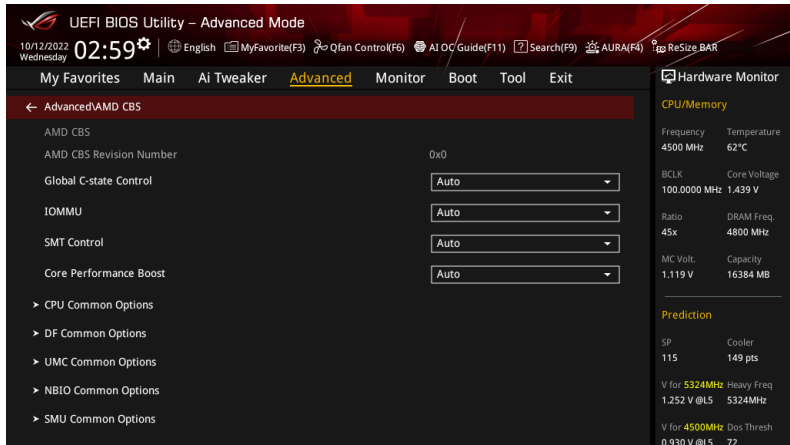 UEFI BIOS Utility – Advanced Mode
10/12/2022 Wednesday 02:59 English MyFavorite(F3) Qfan Control(F6) AI OC Guide(F11) Search(F9) AURA(F4) ReSize BAR
My Favorites Main Ai Tweaker Advanced Monitor Boot Tool Exit
← Advanced\AMD CBS
AMD CBS
AMD CBS Revision Number 0x0
Global C-state Control Auto
IOMMU Auto
SMT Control Auto
Core Performance Boost Auto
➤ CPU Common Options
➤ DF Common Options
➤ UMC Common Options
➤ NBIO Common Options
➤ SMU Common Options
Hardware Monitor
CPU/Memory
Frequency Temperature
4500 MHz 62°C
BCLK Core Voltage
100.0000 MHz 1.439 V
Ratio DRAM Freq.
45x 4800 MHz
MC Volt. Capacity
1.119 V 16384 MB
Prediction
SP Cooler
115 149 pts
V for 5324MHz Heavy Freq
1.252 V @L5 5324MHz
V for 4500MHz Dos Thresh
0.930 V @L5 72